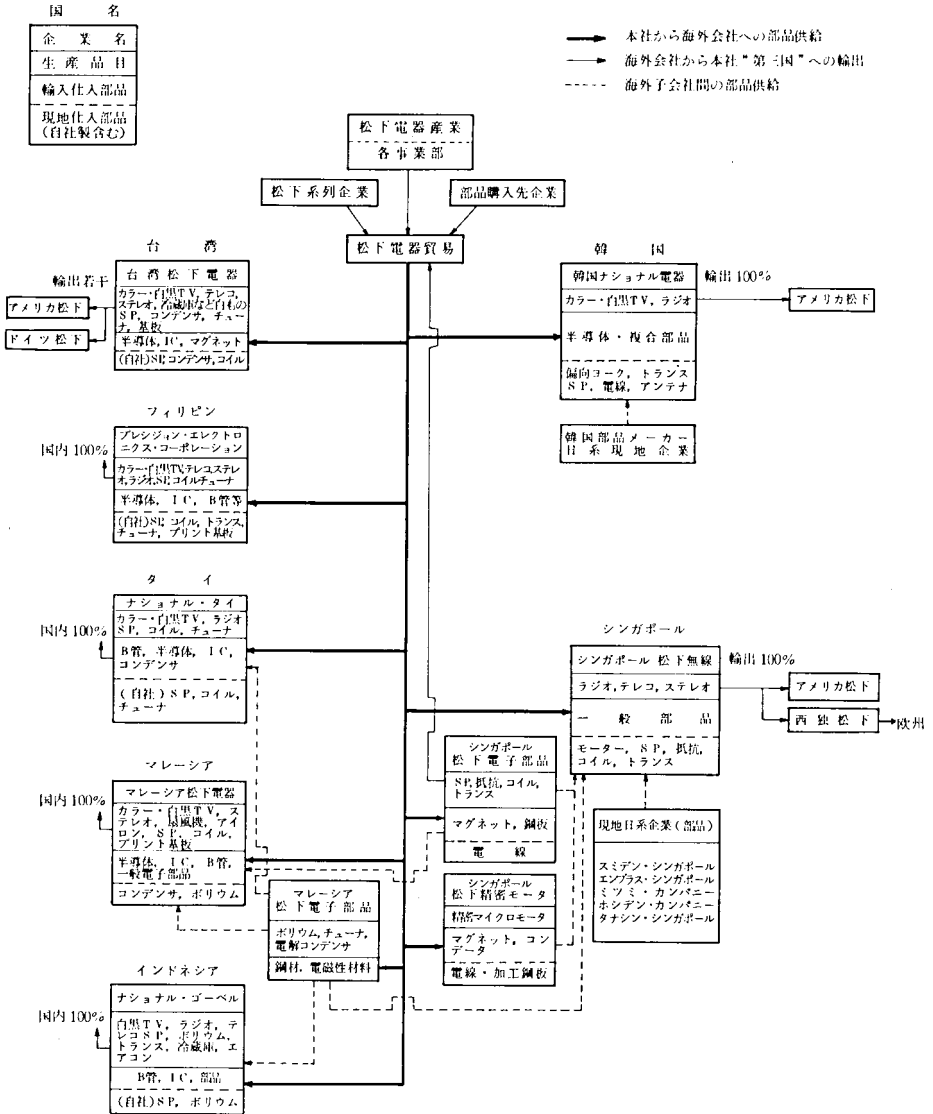 国名
企業名
生産品目
輸入仕入部品
現地仕入部品
(自社製含む)
本社から海外会社への部品供給
海外会社から本社"第三国"への輸出
海外子会社間の部品供給
松下電器産業
各事業部
松下系列企業
部品購入先企業
松下電器貿易
台湾
輸出若干
アメリカ松下
ドイツ松下
台湾松下電器
カラー・白黒TV, テレコ,
ステレオ, 冷蔵庫など白物の
SP, コンデンサ, チュー
ナ, 基板
半導体, IC, マグネット
(自社)SP, コンデンサ, コイル
韓国
韓国ナショナル電器
カラー・白黒TV, ラジオ
半導体・複合部品
偏向ヨーク, トランス
SP, 電線, アンテナ
輸出100%
アメリカ松下
韓国部品メーカー
日系現地企業
フィリピン
国内100%
プレシジョン・エレクトロ
ニクス・コーポレーション
カラー・白黒TV,テレコ,ステレ
オ,ラジオ,SP,コイルチューナ
半導体, IC, B管等
(自社)SP, コイル, トランス,
チューナ, プリント基板
タイ
国内100%
ナショナル・タイ
カラー・白黒TV, ラジオ
SP, コイル, チューナ
B管, 半導体, IC,
コンデンサ
(自社)SP, コイル,
チューナ
シンガポール
シンガポール 松下無線
ラジオ, テレコ, ステレオ
一般部品
モーター, SP, 抵抗,
コイル, トランス
輸出100%
アメリカ松下
西独松下
欧州
シンガポール
松下電子部品
SP, 抵抗, コイル,
トランス
マグネット, 鋼板
電線
現地日系企業(部品)
スミデン・シンガポール
エンプラス・シンガポール
ミツミ・カンパニー
ホシデン・カンパニー
タナシン・シンガポール
マレーシア
国内100%
マレーシア松下電器
カラー・白黒TV, ス
テレオ, 扇風機, アイ
ロン, SP, コイル,
プリント基板
半導体, IC, B管,
一般電子部品
コンデンサ, ボリウム
マレーシア
松下電子部品
ボリウム, チューナ,
電解コンデンサ
鋼材, 電磁性材料
シンガポール
松下精密モータ
精密マイクロモータ
マグネット, コン
データ
電線・加工鋼板
インドネシア
国内100%
ナショナル・ゴーベル
白黒TV, ラジオ, テ
レコSP, ボリウム,
トランス, 冷蔵庫, エ
アコン
B管, IC, 部品
(自社)SP, ボリウム